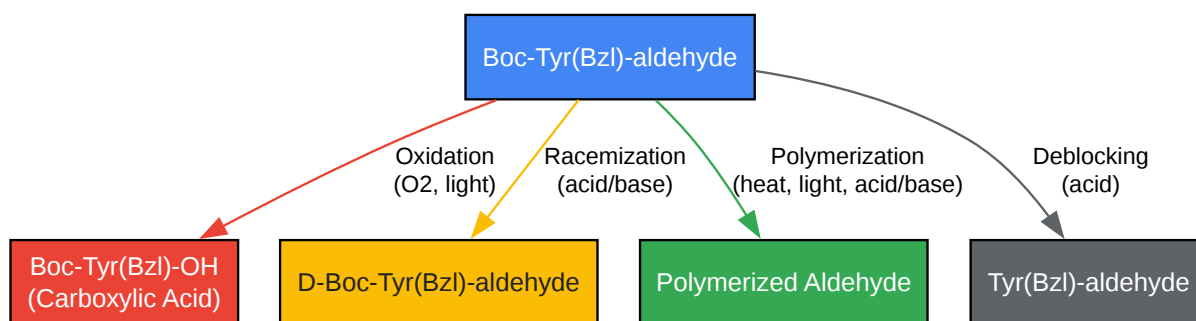 Boc-Tyr(Bzl)-aldehyde
Oxidation
(O2, light)
Racemization
(acid/base)
Polymerization
(heat, light, acid/base)
Deblocking
(acid)
Boc-Tyr(Bzl)-OH
(Carboxylic Acid)
D-Boc-Tyr(Bzl)-aldehyde
Polymerized Aldehyde
Tyr(Bzl)-aldehyde